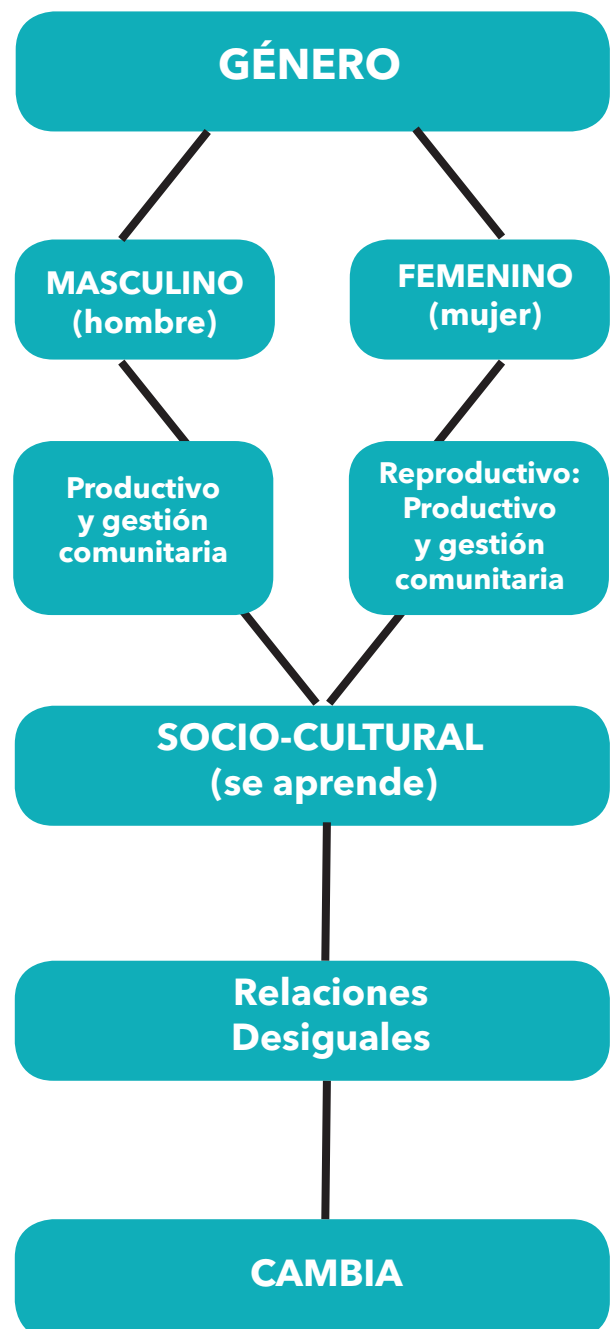 GÉNERO
MASCULINO
(hombre)
FEMENINO
(mujer)
Productivo
y gestión
comunitaria
Reproductivo:
Productivo
y gestión
comunitaria
SOCIO-CULTURAL
(se aprende)
Relaciones
Desiguales
CAMBIA